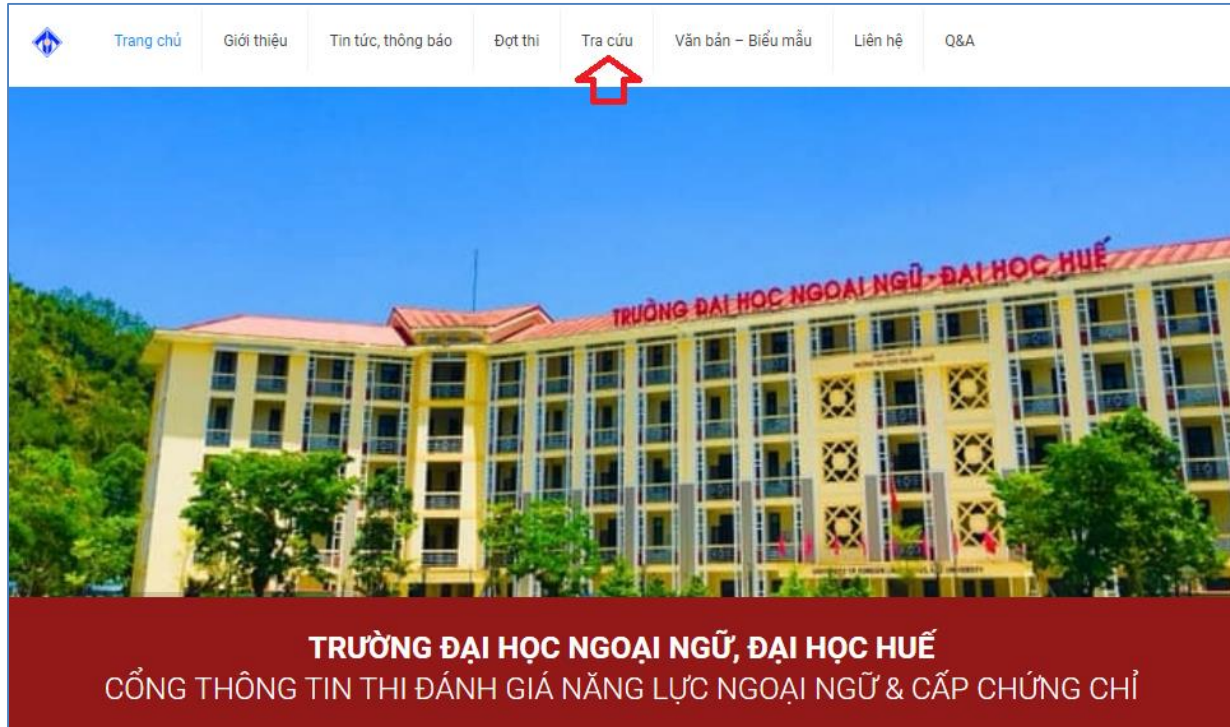 Trang chủ Giới thiệu Tin tức, thông báo Đợt thi Tra cứu Văn bản – Biểu mẫu Liên hệ Q&A
TRƯỜNG ĐẠI HỌC NGOẠI NGỮ - ĐẠI HỌC HUẾ
TRƯỜNG ĐẠI HỌC NGOẠI NGỮ, ĐẠI HỌC HUẾ
CỔNG THÔNG TIN THI ĐÁNH GIÁ NĂNG LỰC NGOẠI NGỮ & CẤP CHỨNG CHỈ